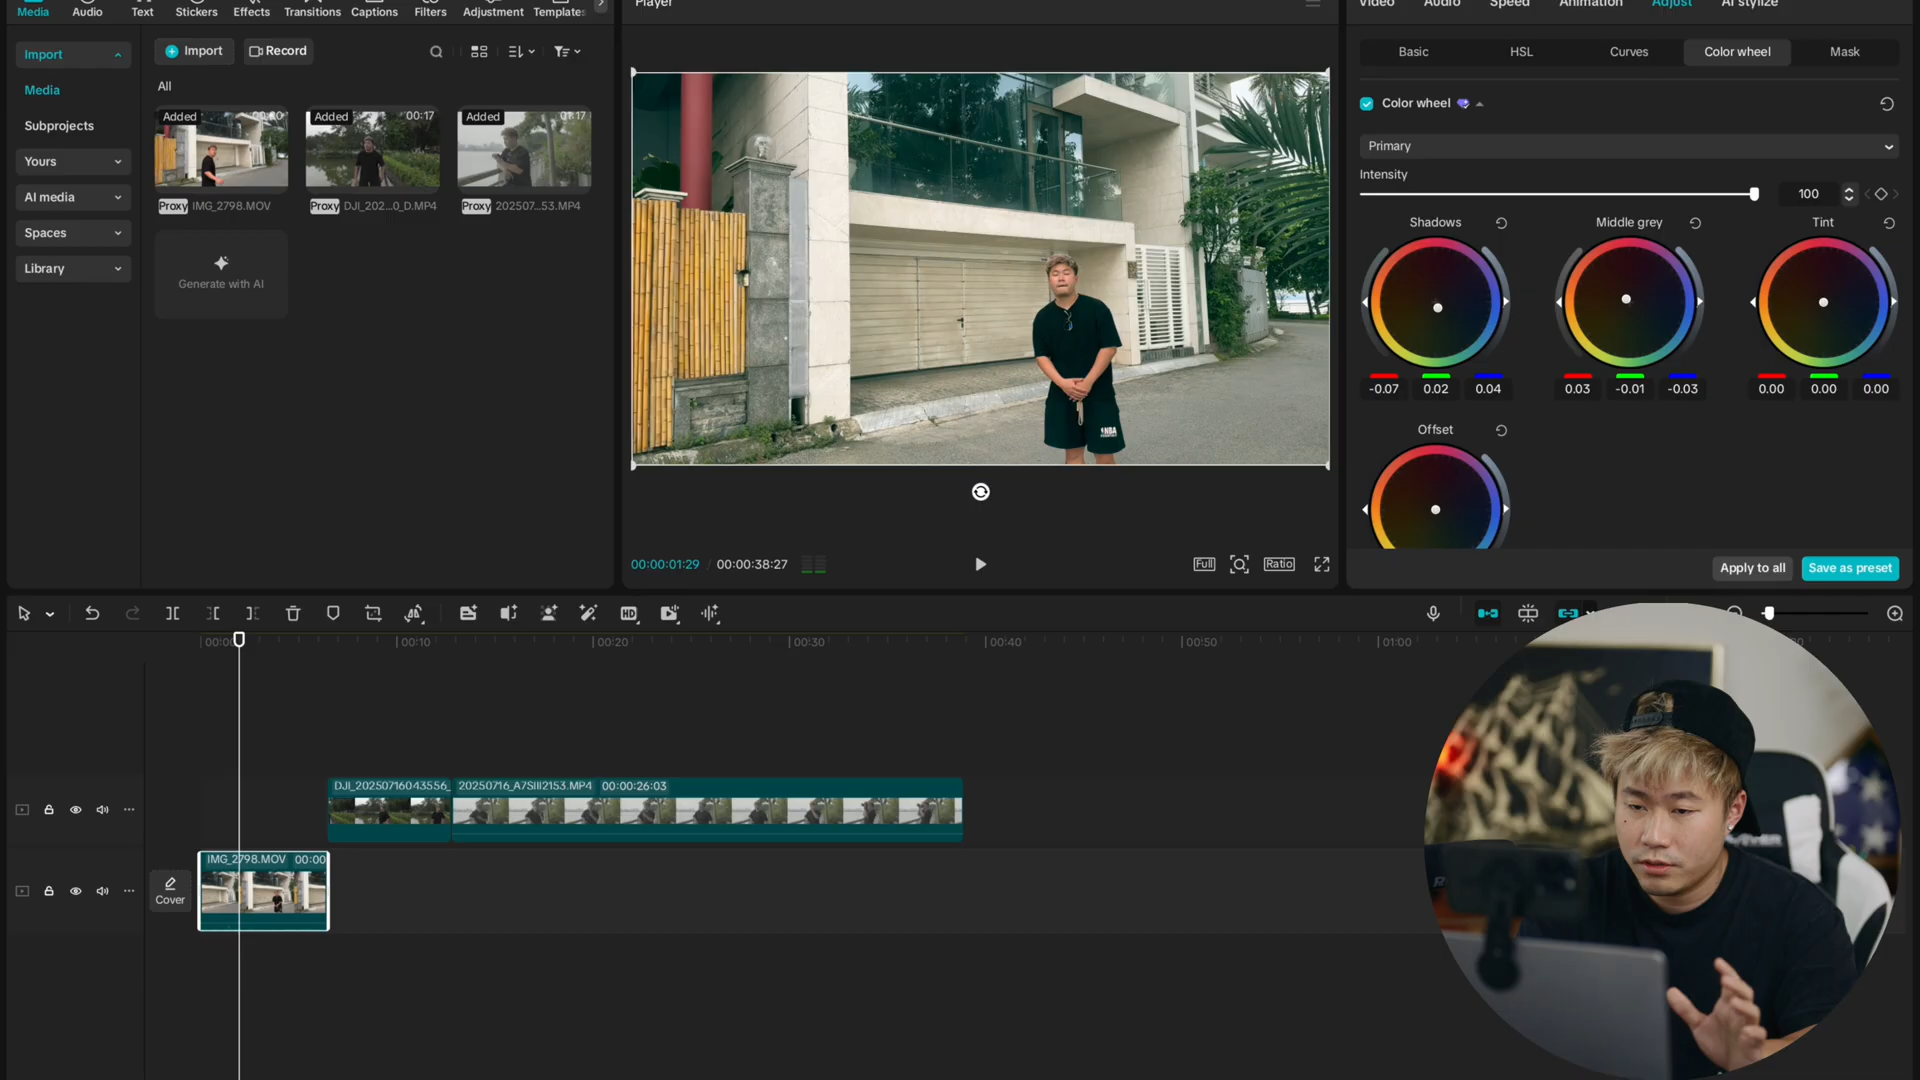 Media
Audio
Text
Stickers
Effects
Transitions
Captions
Filters
Adjustment
Templates
Player
Video
Audio
Speed
Animation
Adjust
AI stylize
Import
Media
Subprojects
Yours
AI media
Spaces
Library
Import
Record
All
Added
Added
00:17
Added
01:17
Proxy IMG_2798.MOV
Proxy DJI_202...0_D.MP4
Proxy 202507...53.MP4
Generate with AI
NBA
00:00:01:29 / 00:00:38:27
Full
Ratio
Basic
HSL
Curves
Color wheel
Mask
Color wheel
Primary
Intensity
100
Shadows
Middle grey
Tint
-0.07 0.02 0.04
0.03 -0.01 -0.03
0.00 0.00 0.00
Offset
Apply to all
Save as preset
HD
00:10
00:20
00:30
00:40
00:50
01:00
DJI_20250716043556_
20250716_A7SIII2153.MP4 00:00:26:03
IMG_2798.MOV 00:00
Cover